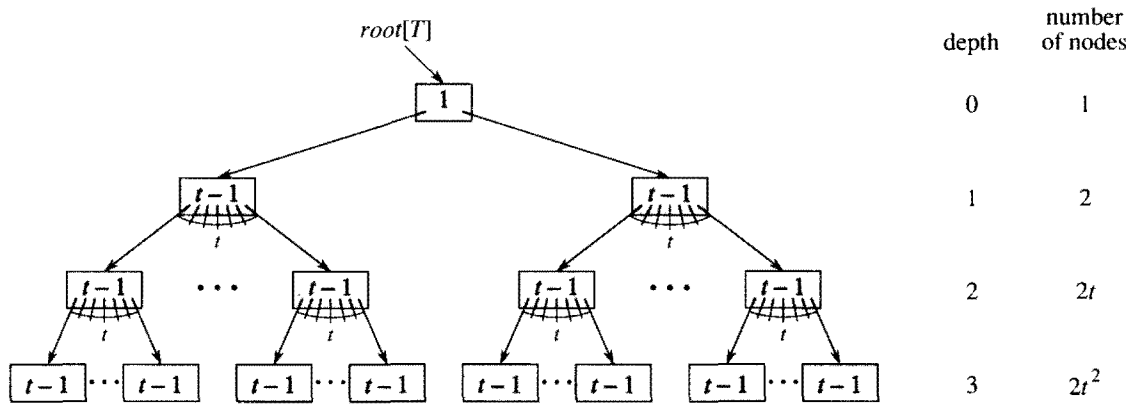 root[T]
depth
number
of nodes
1
0
1
t – 1
t – 1
1
2
t
t
t – 1
• • •
t – 1
t – 1
• • •
t – 1
2
2t
t
t
t
t
t – 1 • • • t – 1
t – 1 • • • t – 1
t – 1 • • • t – 1
t – 1 • • • t – 1
3
2t²